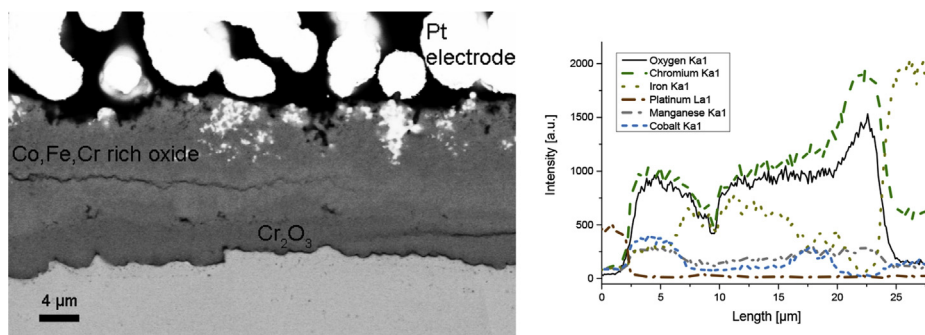 Pt
electrode
Co,Fe,Cr rich oxide
Cr₂O₃
4 µm
Intensity [a.u.]
2000
1500
1000
500
0
Oxygen Ka1
Chromium Ka1
Iron Ka1
Platinum La1
Manganese Ka1
Cobalt Ka1
0 5 10 15 20 25
Length [µm]